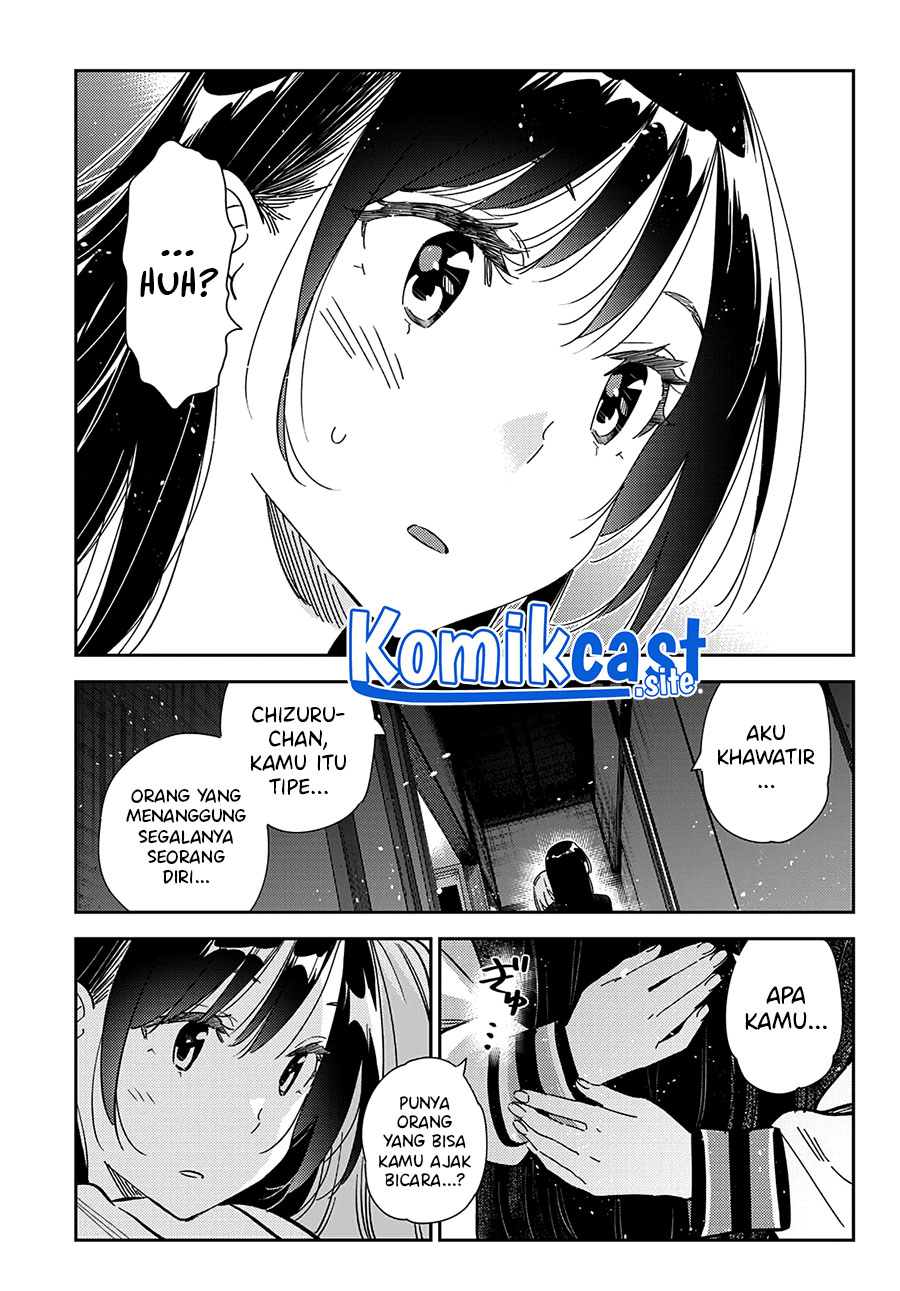 ...
HUH?
Komikcast
.site
AKU
KHAWATIR
...
CHIZURU-
CHAN,
KAMU ITU
TIPE...
ORANG YANG
MENANGGUNG
SEGALANYA
SEORANG
DIRI...
APA
KAMU...
ぎゅ
PUNYA
ORANG
YANG BISA
KAMU AJAK
BICARA...?